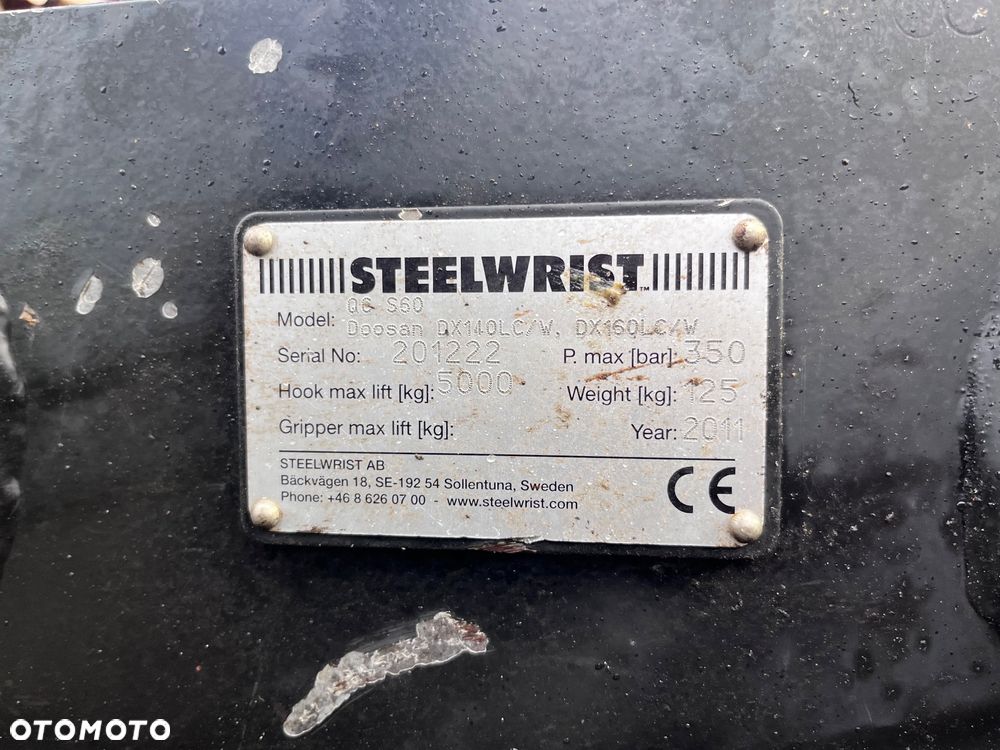 STEELWRIST™
Model: QC S60
Doosan DX140LC/W, DX160LC/W
Serial No: 201222 P. max [bar]: 350
Hook max lift [kg]: 5000 Weight [kg]: 125
Gripper max lift [kg]: Year: 2011
STEELWRIST AB
Bäckvägen 18, SE-192 54 Sollentuna, Sweden
Phone: +46 8 626 07 00 - www.steelwrist.com
CE
OTOMOTO